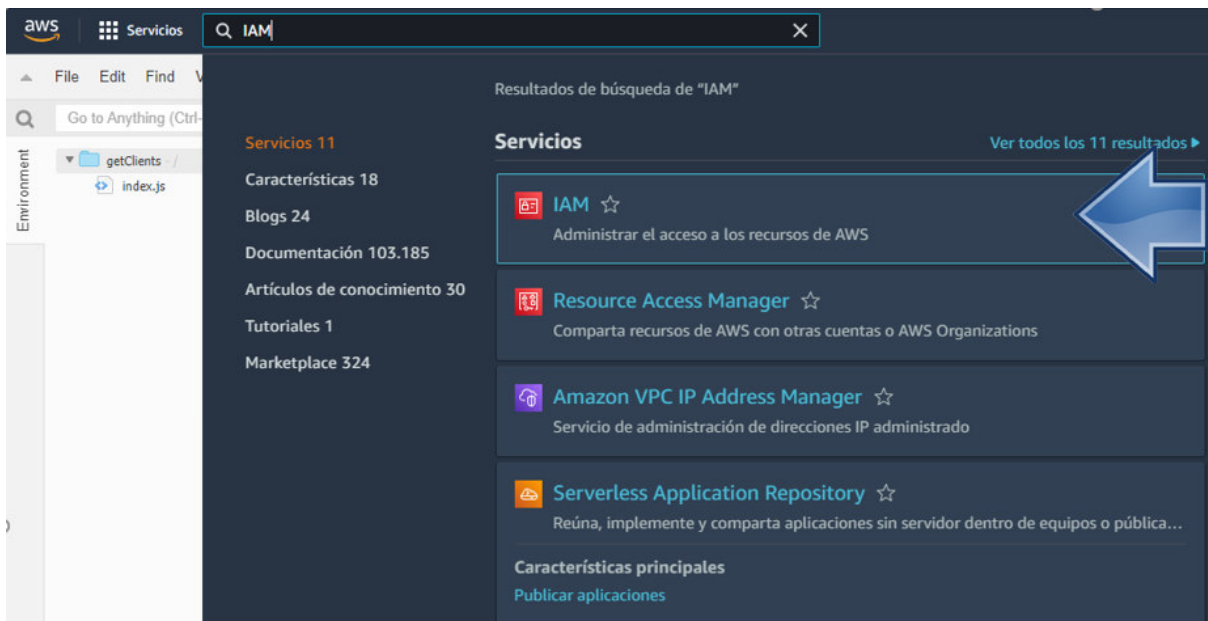 aws
Servicios
IAM
File Edit Find
Go to Anything (Ctrl-
Environment
getClients - /
index.js
Resultados de búsqueda de "IAM"
Servicios 11
Características 18
Blogs 24
Documentación 103.185
Artículos de conocimiento 30
Tutoriales 1
Marketplace 324
Servicios
Ver todos los 11 resultados
IAM
Administrar el acceso a los recursos de AWS
Resource Access Manager
Comparta recursos de AWS con otras cuentas o AWS Organizations
Amazon VPC IP Address Manager
Servicio de administración de direcciones IP administrado
Serverless Application Repository
Reúna, implemente y comparta aplicaciones sin servidor dentro de equipos o pública...
Características principales
Publicar aplicaciones